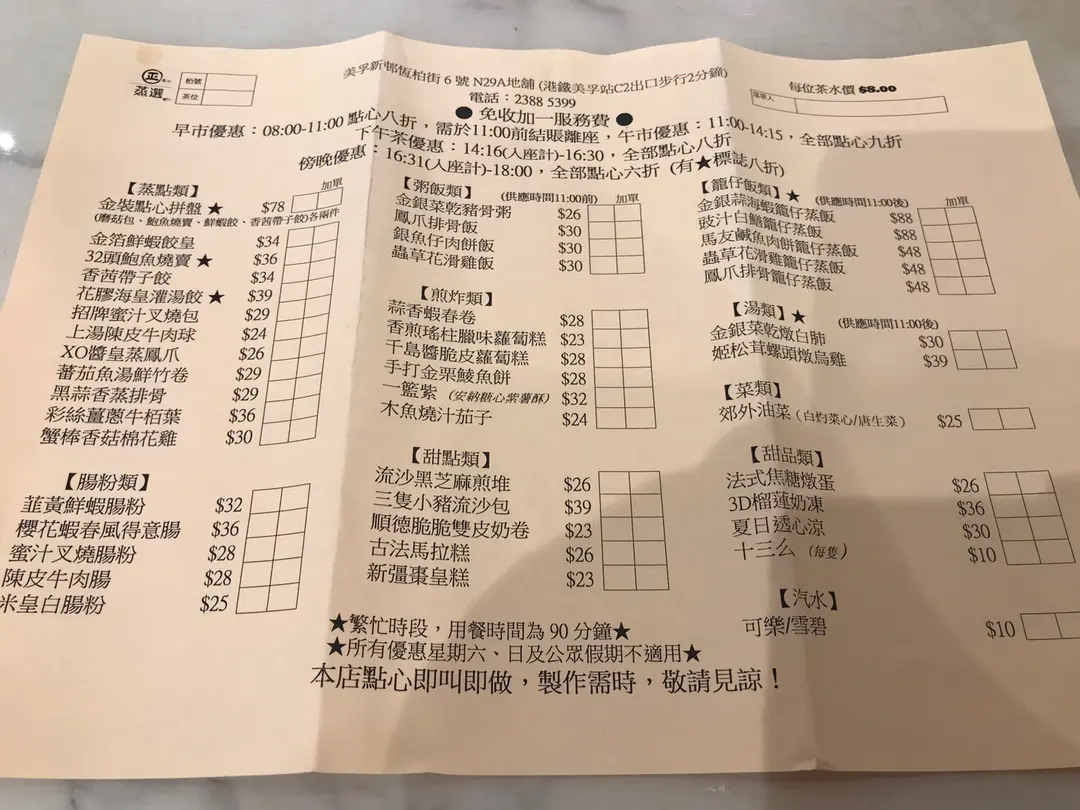 正
蒸選
枱號
茶位
美孚新邨恆柏街 6 號 N29A地舖 (港鐵美孚站C2出口步行2分鐘)
電話：2388 5399
每位茶水價 $8.00
● 免收加一服務費 ●
早市優惠：08:00-11:00 點心八折，需於11:00前結賬離座，午市優惠：11:00-14:15，全部點心九折
下午茶優惠：14:16(入座計)-16:30，全部點心八折
傍晚優惠：16:31(入座計)-18:00，全部點心六折 (有★標誌八折)
【蒸點類】 加單
金裝點心拼盤 ★ $78
(磨菇包、鮑魚燒賣、鮮蝦餃、香茜帶子餃)各兩件
金箔鮮蝦餃皇 $34
32頭鮑魚燒賣 ★ $36
香茜帶子餃 $34
花膠海皇灌湯餃 ★ $39
招牌蜜汁叉燒包 $29
上湯陳皮牛肉球 $24
XO醬皇蒸鳳爪 $26
蕃茄魚湯鮮竹卷 $29
黑蒜香蒸排骨 $29
彩絲薑蔥牛栢葉 $36
蟹棒香菇棉花雞 $30
【腸粉類】
韮黃鮮蝦腸粉 $32
櫻花蝦春風得意腸 $36
蜜汁叉燒腸粉 $28
陳皮牛肉腸 $28
米皇白腸粉 $25
【粥飯類】 (供應時間11:00前) 加單
金銀菜乾豬骨粥 $26
鳳爪排骨飯 $30
銀魚仔肉餅飯 $30
蟲草花滑雞飯 $30
【煎炸類】
蒜香蝦春卷 $28
香煎瑤柱臘味蘿蔔糕 $23
千島醬脆皮蘿蔔糕 $28
手打金栗鯪魚餅 $28
一籃紫 (安納糖心紫薯酥) $32
木魚燒汁茄子 $24
【甜點類】
流沙黑芝麻煎堆 $26
三隻小豬流沙包 $39
順德脆脆雙皮奶卷 $23
古法馬拉糕 $26
新彊棗皇糕 $23
【籠仔飯類】★ (供應時間11:00後) 加單
金銀蒜海蝦籠仔蒸飯 $88
豉汁白鱔籠仔蒸飯 $88
馬友鹹魚肉餅籠仔蒸飯 $48
蟲草花滑雞籠仔蒸飯 $48
鳳爪排骨籠仔蒸飯 $48
【湯類】★ (供應時間11:00後)
金銀菜乾燉白肺 $30
姬松茸螺頭燉烏雞 $39
【菜類】
郊外油菜 (白灼菜心/唐生菜) $25
【甜品類】
法式焦糖燉蛋 $26
3D榴蓮奶凍 $36
夏日透心涼 $30
十三么 (每隻) $10
【汽水】
可樂/雪碧 $10
★繁忙時段，用餐時間為 90 分鐘★
★所有優惠星期六、日及公眾假期不適用★
本店點心即叫即做，製作需時，敬請見諒！